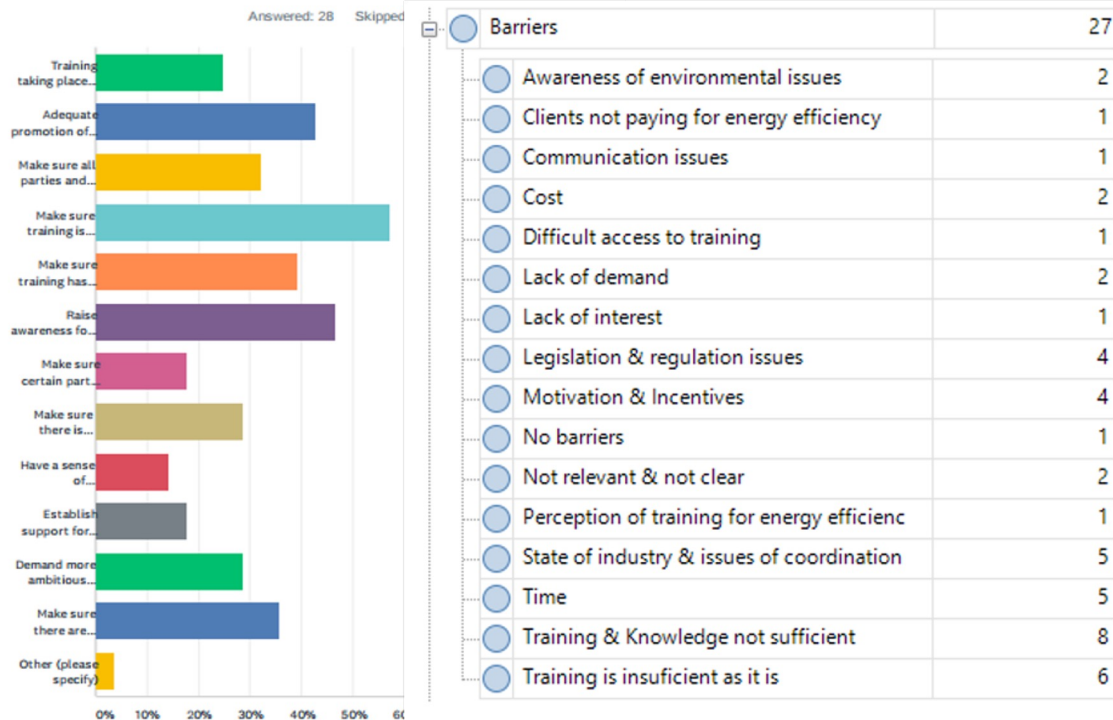 Answered: 28 Skipped
Training
taking place...
Adequate
promotion of...
Make sure all
parties and...
Make sure
training is...
Make sure
training has...
Raise
awareness fo...
Make sure
certain part...
Make sure
there is...
Have a sense
of...
Establish
support for...
Demand more
ambitious...
Make sure
there are...
Other (please
specify)
0% 10% 20% 30% 40% 50%
Barriers 27
Awareness of environmental issues 2
Clients not paying for energy efficiency 1
Communication issues 1
Cost 2
Difficult access to training 1
Lack of demand 2
Lack of interest 1
Legislation & regulation issues 4
Motivation & Incentives 4
No barriers 1
Not relevant & not clear 2
Perception of training for energy efficienc 1
State of industry & issues of coordination 5
Time 5
Training & Knowledge not sufficient 8
Training is insuficient as it is 6